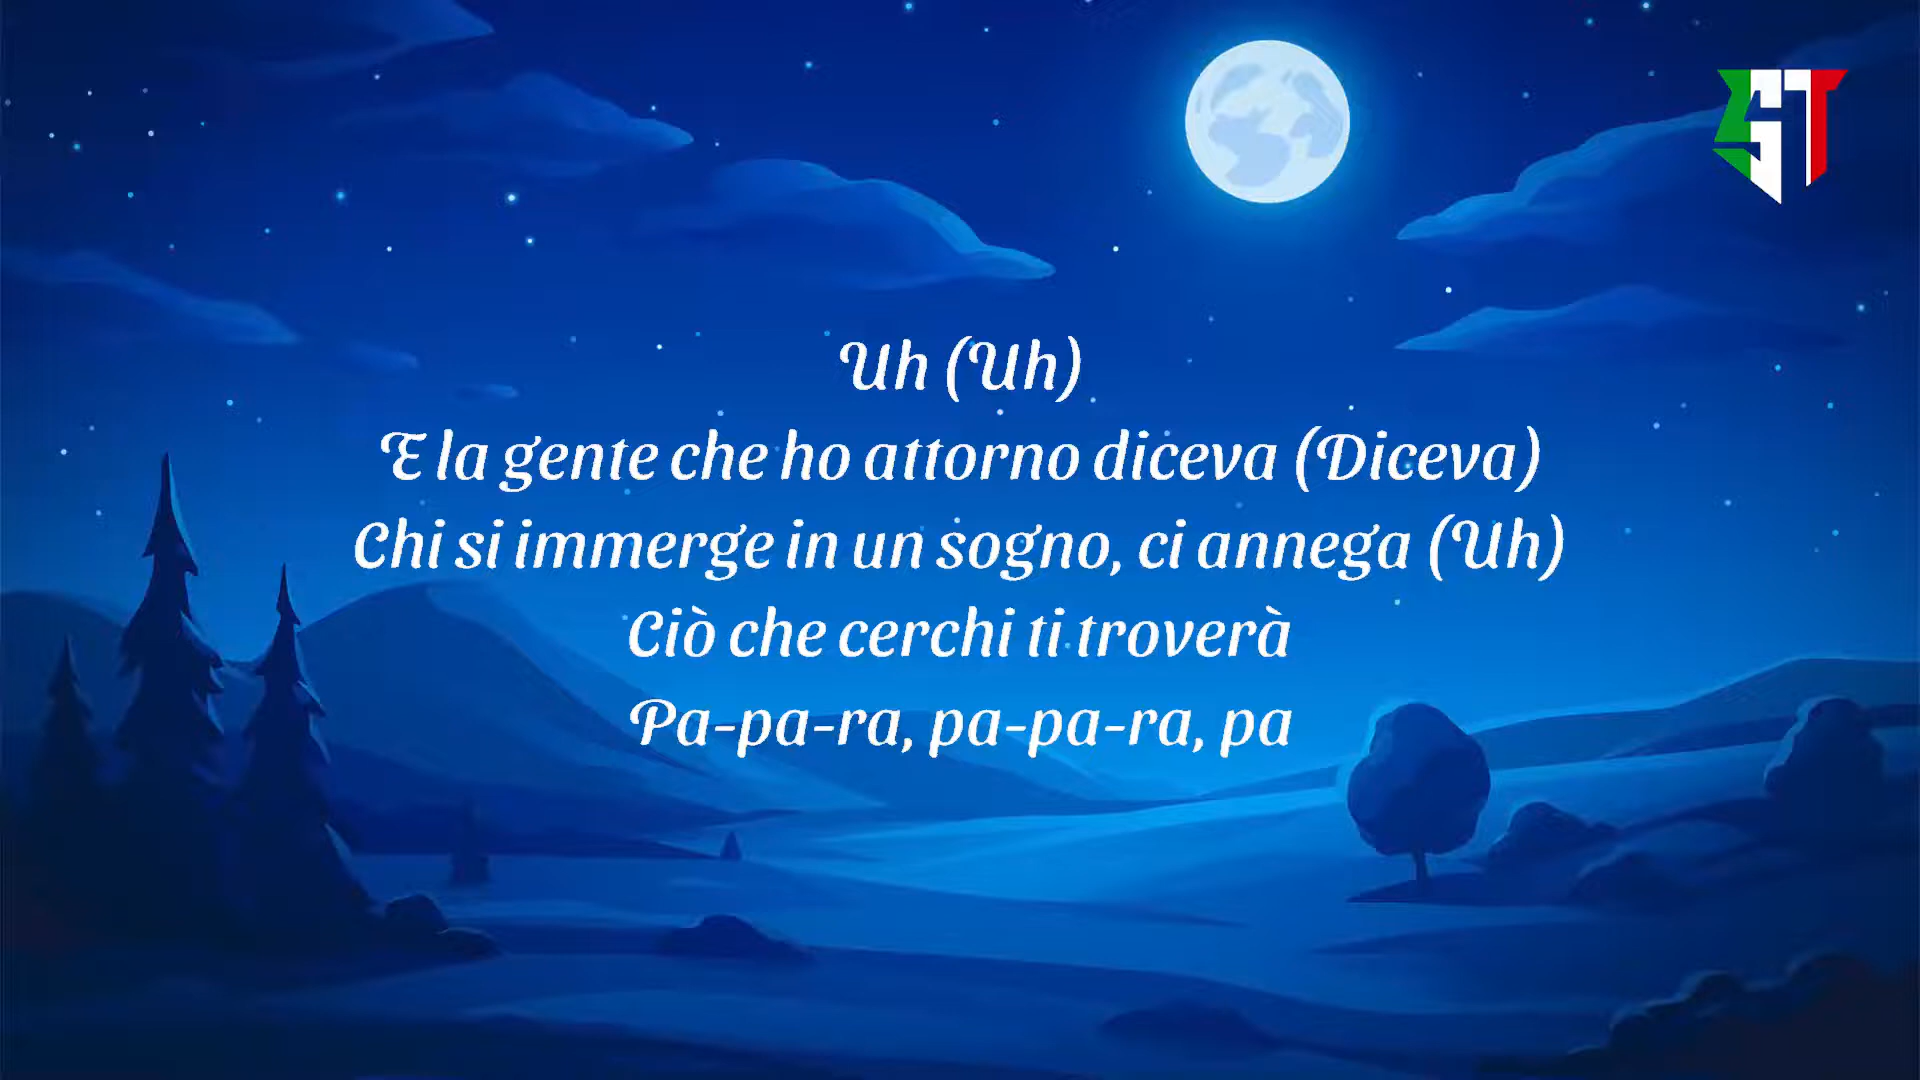 ST
Uh (Uh)
E la gente che ho attorno diceva (Diceva)
Chi si immerge in un sogno, ci annega (Uh)
Ciò che cerchi ti troverà
Pa-pa-ra, pa-pa-ra, pa